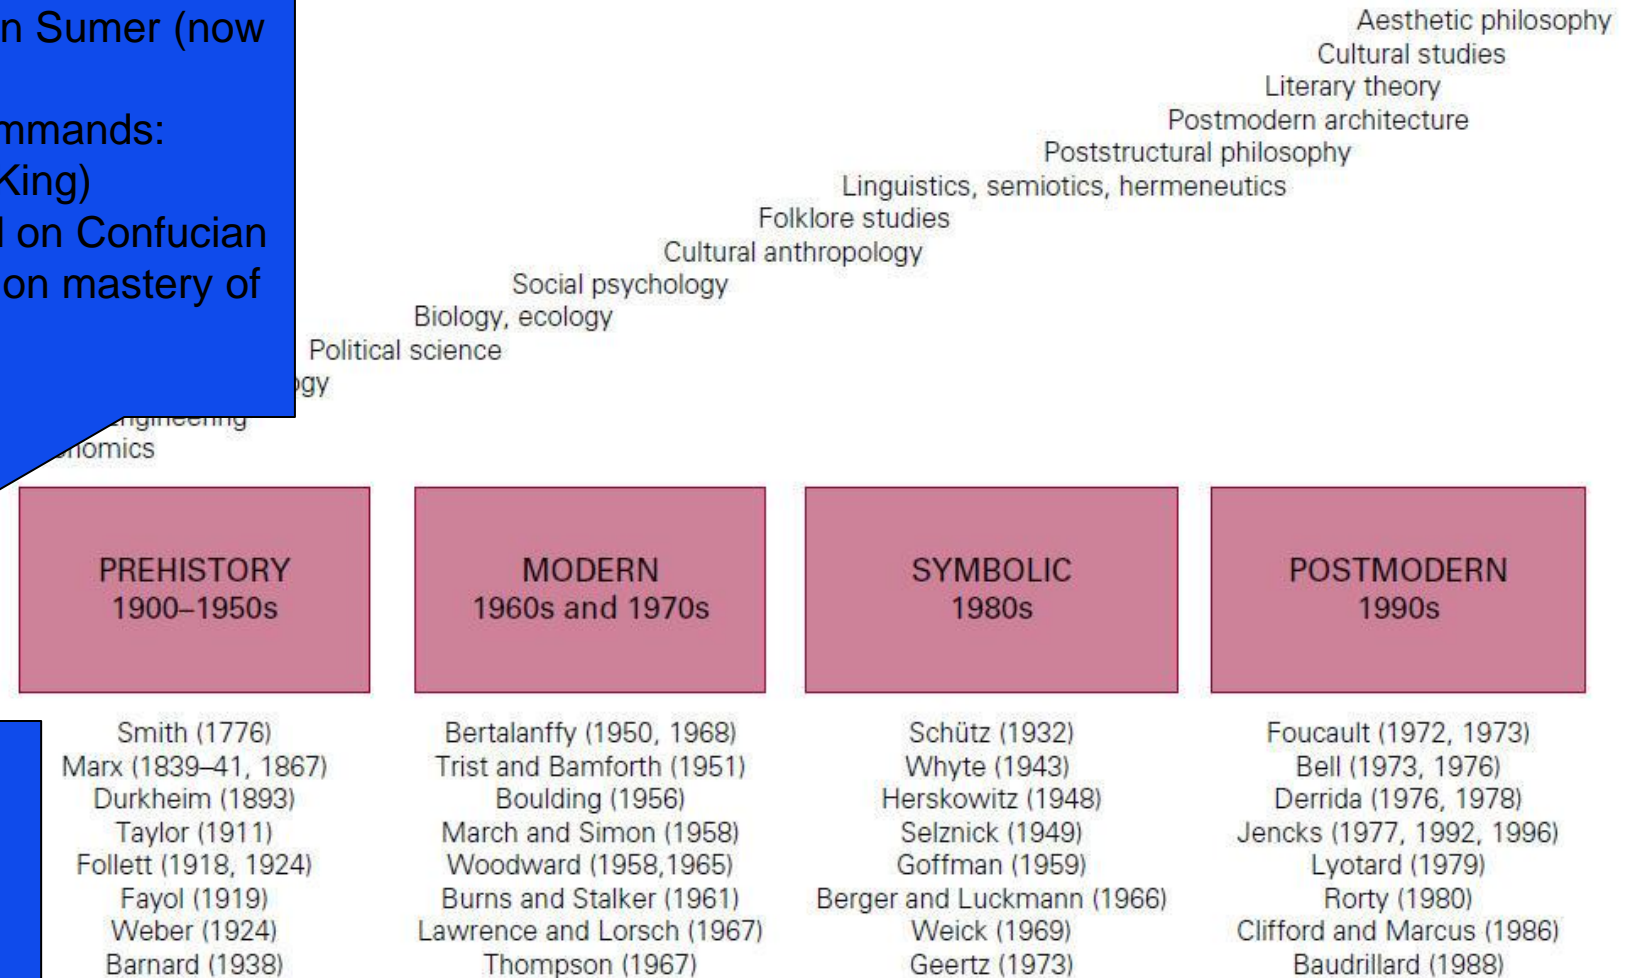 n Sumer (now
mmands:
King)
on Confucian
on mastery of
Aesthetic philosophy
Cultural studies
Literary theory
Postmodern architecture
Poststructural philosophy
Linguistics, semiotics, hermeneutics
Folklore studies
Cultural anthropology
Social psychology
Biology, ecology
Political science
ogy
engineering
nomics
PREHISTORY
1900–1950s
Smith (1776)
Marx (1839–41, 1867)
Durkheim (1893)
Taylor (1911)
Follett (1918, 1924)
Fayol (1919)
Weber (1924)
Barnard (1938)
MODERN
1960s and 1970s
Bertalanffy (1950, 1968)
Trist and Bamforth (1951)
Boulding (1956)
March and Simon (1958)
Woodward (1958,1965)
Burns and Stalker (1961)
Lawrence and Lorsch (1967)
Thompson (1967)
SYMBOLIC
1980s
Schütz (1932)
Whyte (1943)
Herskowitz (1948)
Selznick (1949)
Goffman (1959)
Berger and Luckmann (1966)
Weick (1969)
Geertz (1973)
POSTMODERN
1990s
Foucault (1972, 1973)
Bell (1973, 1976)
Derrida (1976, 1978)
Jencks (1977, 1992, 1996)
Lyotard (1979)
Rorty (1980)
Clifford and Marcus (1986)
Baudrillard (1988)